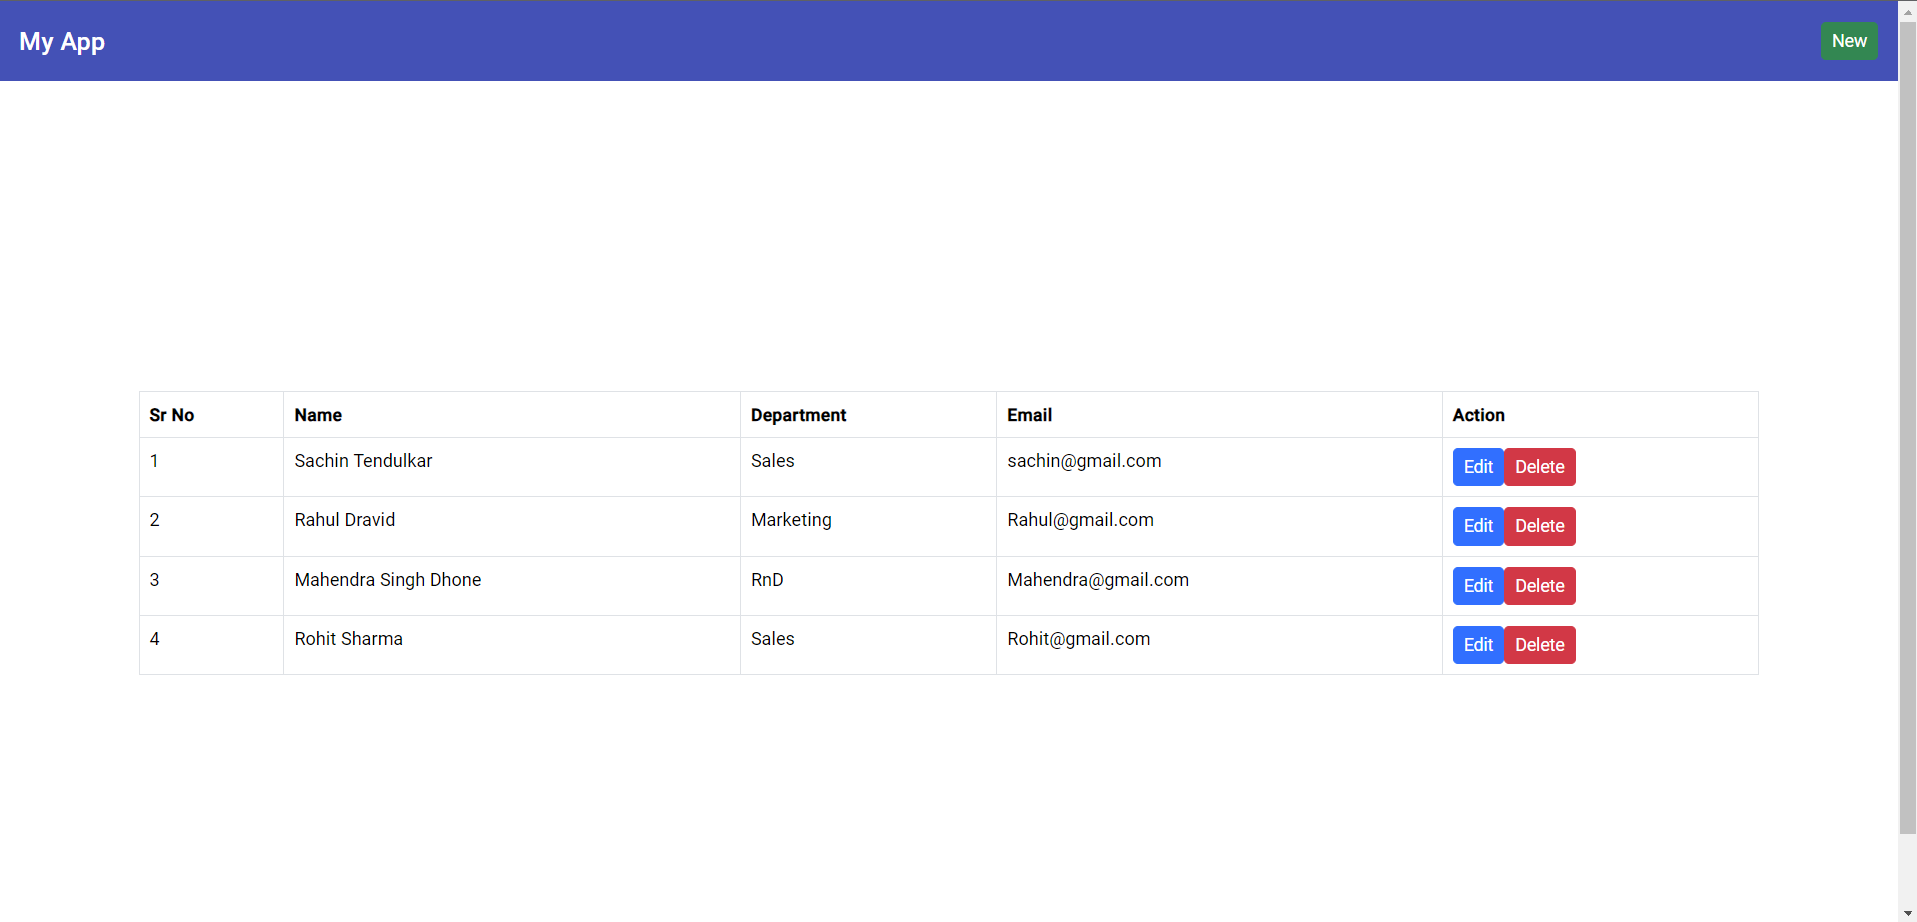 My App New
Sr No Name Department Email Action
1 Sachin Tendulkar Sales sachin@gmail.com Edit Delete
2 Rahul Dravid Marketing Rahul@gmail.com Edit Delete
3 Mahendra Singh Dhone RnD Mahendra@gmail.com Edit Delete
4 Rohit Sharma Sales Rohit@gmail.com Edit Delete